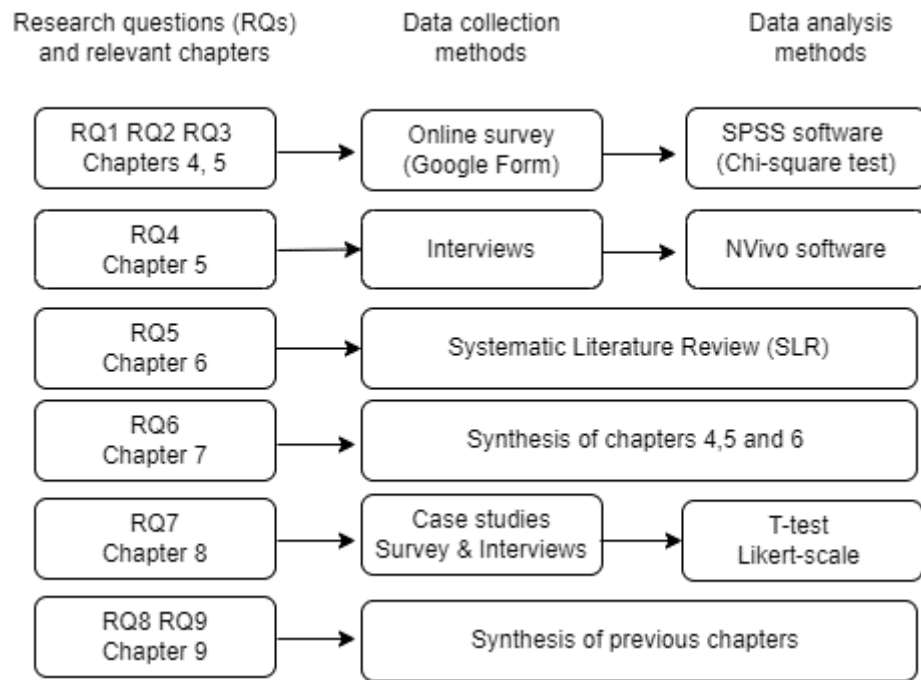 Research questions (RQs)
and relevant chapters
Data collection
methods
Data analysis
methods
RQ1 RQ2 RQ3
Chapters 4, 5
Online survey
(Google Form)
SPSS software
(Chi-square test)
RQ4
Chapter 5
Interviews
NVivo software
RQ5
Chapter 6
Systematic Literature Review (SLR)
RQ6
Chapter 7
Synthesis of chapters 4,5 and 6
RQ7
Chapter 8
Case studies
Survey & Interviews
T-test
Likert-scale
RQ8 RQ9
Chapter 9
Synthesis of previous chapters